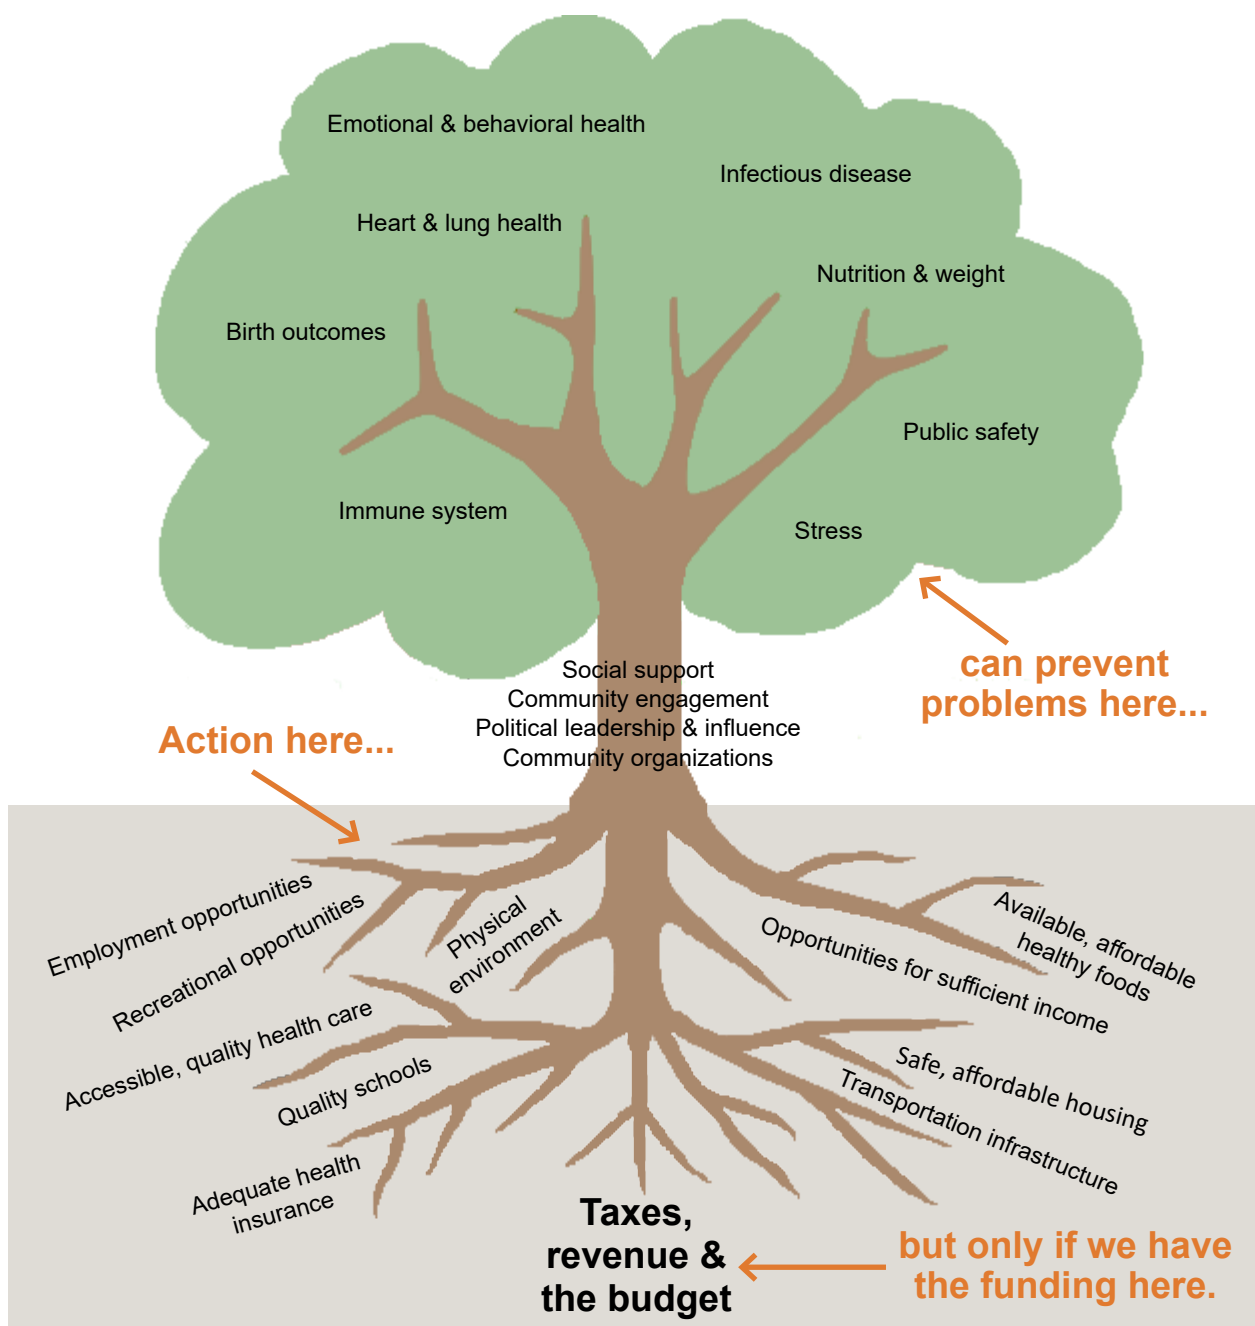 Emotional & behavioral health
Infectious disease
Heart & lung health
Nutrition & weight
Birth outcomes
Public safety
Immune system
Stress
can prevent
problems here...
Social support
Community engagement
Political leadership & influence
Community organizations
Action here...
Employment opportunities
Recreational opportunities
Physical
environment
Accessible, quality health care
Quality schools
Adequate health
insurance
Available, affordable
healthy foods
Opportunities for sufficient income
Safe, affordable housing
Transportation infrastructure
Taxes,
revenue &
the budget
but only if we have
the funding here.